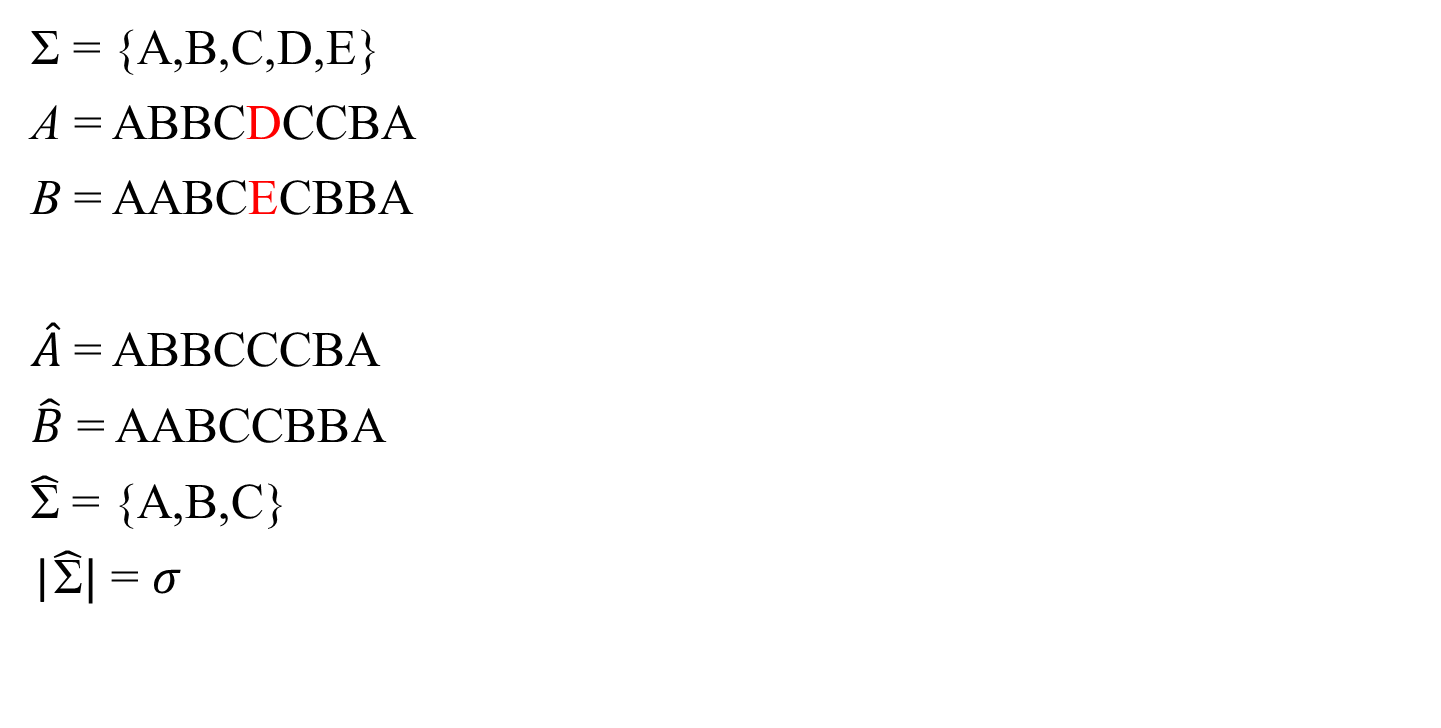 Σ = {A,B,C,D,E}
A = ABBCDCCBA
B = AABCECBBA
Â = ABBCCCBA
B̂ = AABCCBBA
Σ̂ = {A,B,C}
|Σ̂| = σ